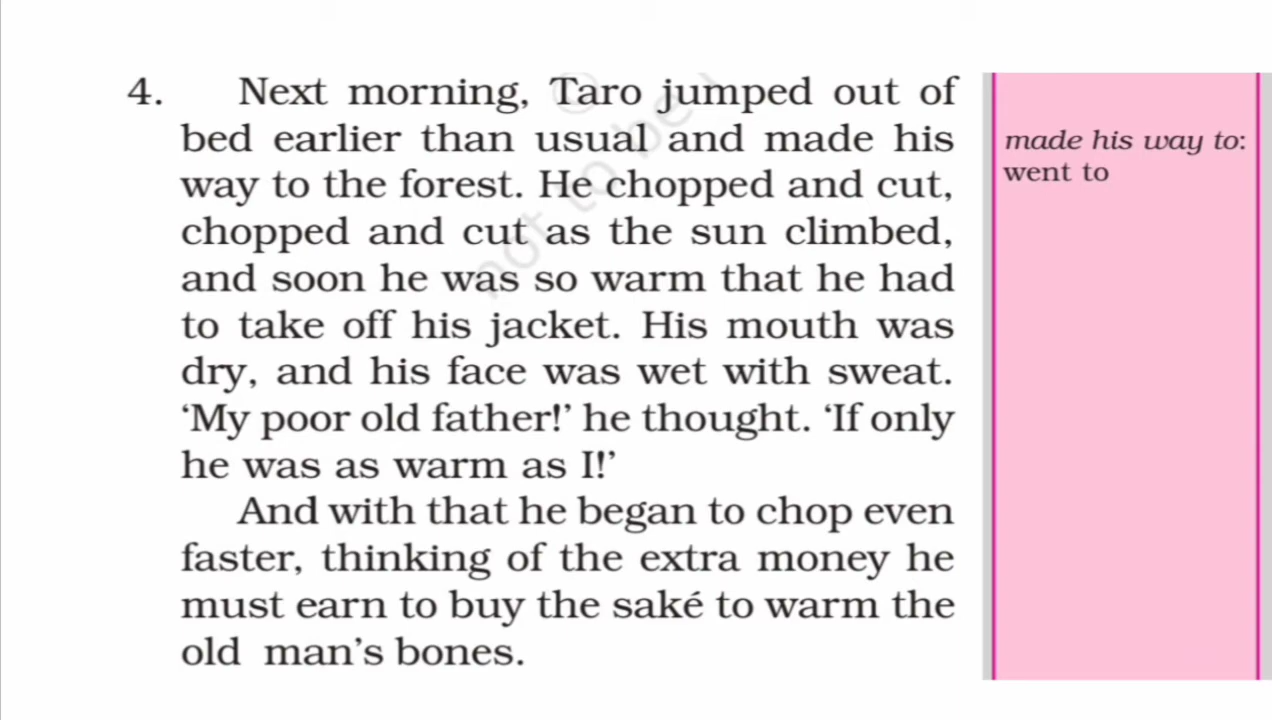 4. Next morning, Taro jumped out of
bed earlier than usual and made his
way to the forest. He chopped and cut,
chopped and cut as the sun climbed,
and soon he was so warm that he had
to take off his jacket. His mouth was
dry, and his face was wet with sweat.
‘My poor old father!’ he thought. ‘If only
he was as warm as I!’
And with that he began to chop even
faster, thinking of the extra money he
must earn to buy the saké to warm the
old man’s bones.
made his way to:
went to
not to be